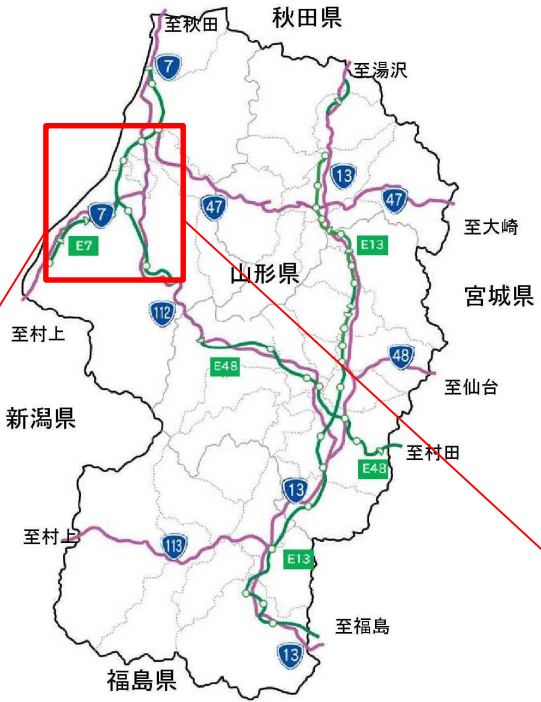 秋田県
至秋田
7
至湯沢
13
47
47
至大崎
7
E7
E13
山形県
宮城県
112
至村上
48
E48
至仙台
新潟県
至村田
E48
13
至村上
113
E13
至福島
13
福島県